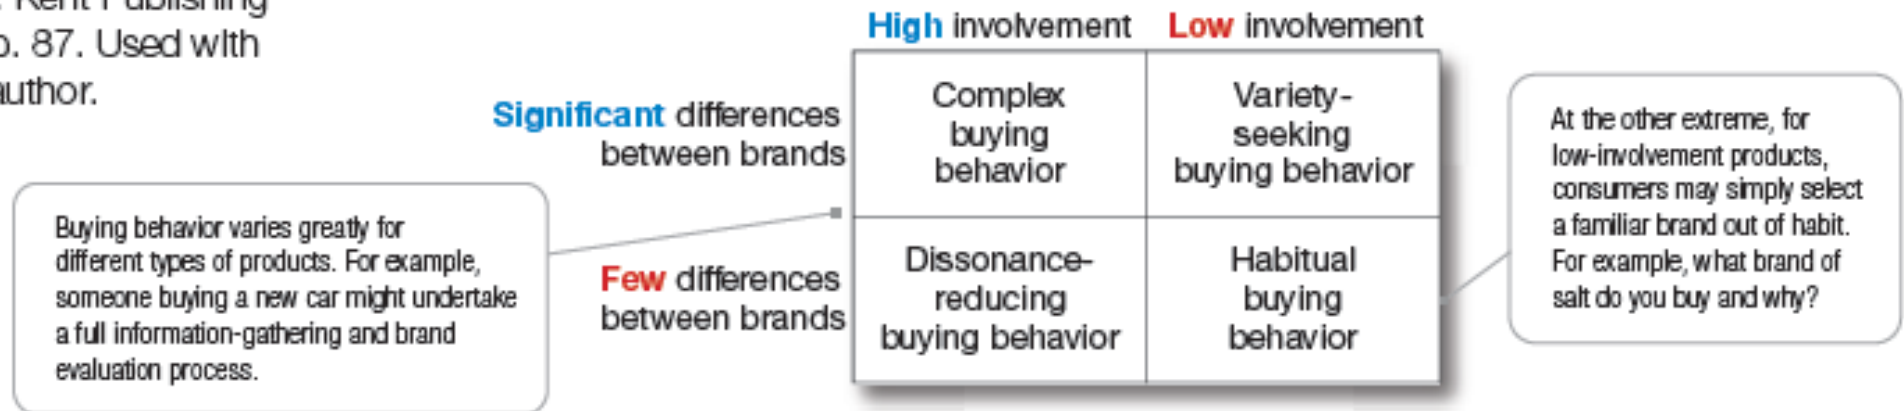 Kent Publishing
p. 87. Used with
author.
High involvement Low involvement
Significant differences
between brands
Few differences
between brands
Complex
buying
behavior
Variety-
seeking
buying behavior
Dissonance-
reducing
buying behavior
Habitual
buying
behavior
Buying behavior varies greatly for
different types of products. For example,
someone buying a new car might undertake
a full information-gathering and brand
evaluation process.
At the other extreme, for
low-involvement products,
consumers may simply select
a familiar brand out of habit.
For example, what brand of
salt do you buy and why?